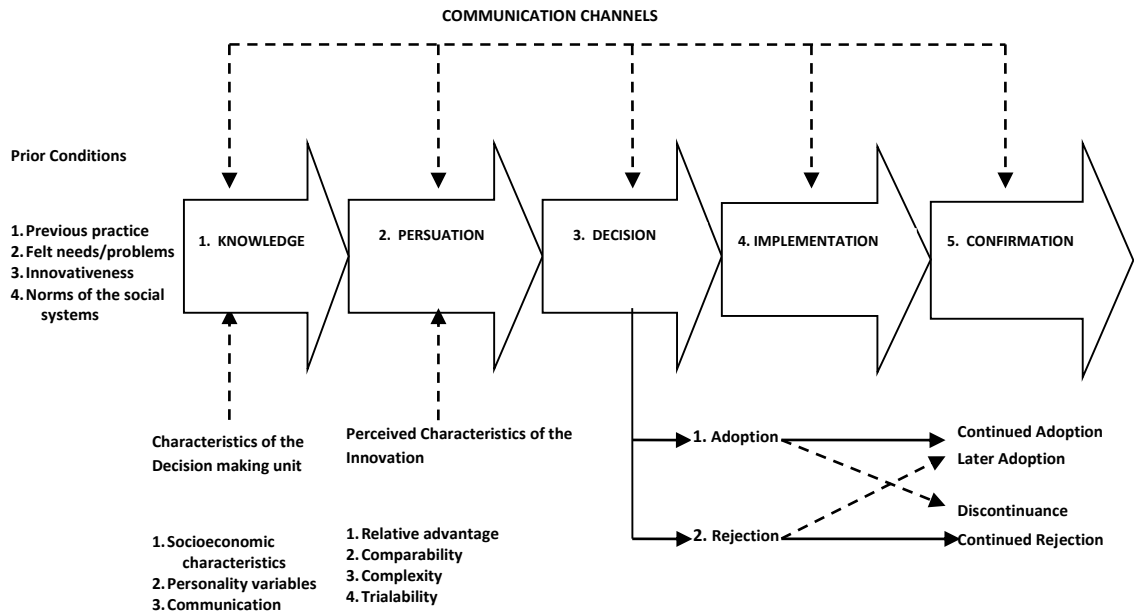 COMMUNICATION CHANNELS
Prior Conditions
1. Previous practice
2. Felt needs/problems
3. Innovativeness
4. Norms of the social
systems
1. KNOWLEDGE
2. PERSUATION
3. DECISION
4. IMPLEMENTATION
5. CONFIRMATION
Characteristics of the
Decision making unit
1. Socioeconomic
characteristics
2. Personality variables
3. Communication
Perceived Characteristics of the
Innovation
1. Relative advantage
2. Comparability
3. Complexity
4. Trialability
1. Adoption
2. Rejection
Continued Adoption
Later Adoption
Discontinuance
Continued Rejection